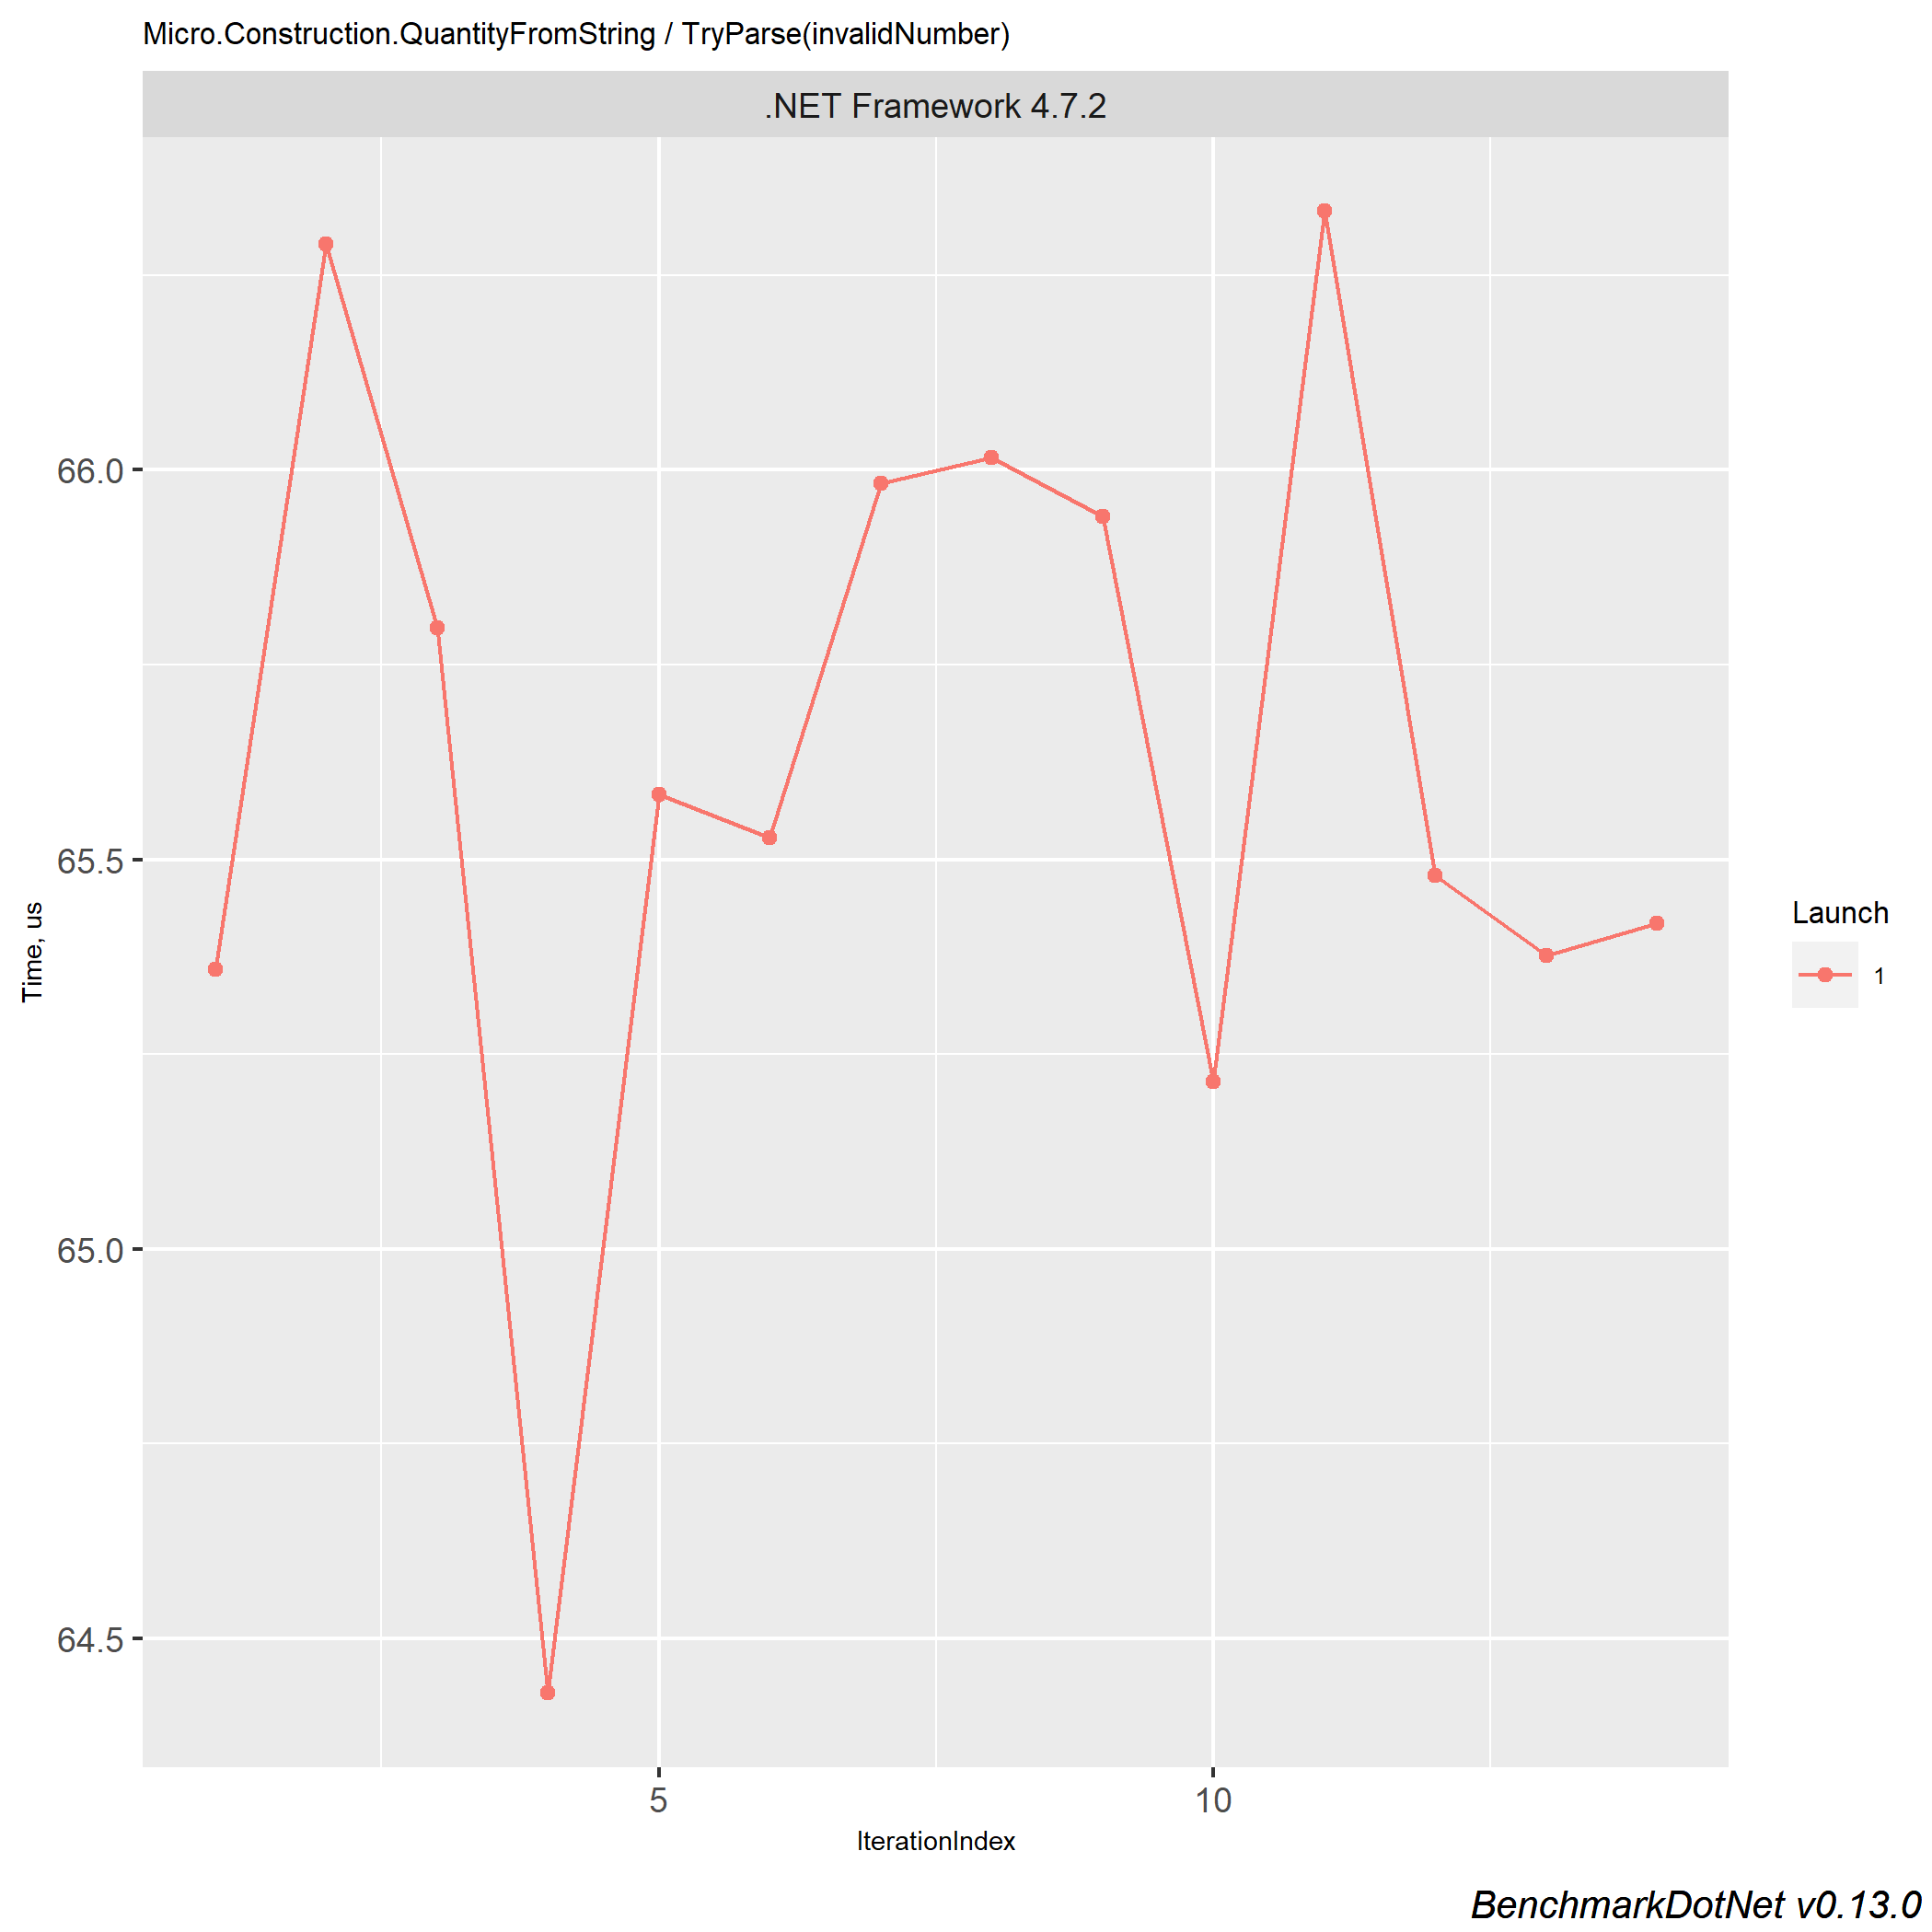 Micro.Construction.QuantityFromString / TryParse(invalidNumber)
.NET Framework 4.7.2
66.0
65.5
65.0
64.5
Time, us
5
10
IterationIndex
Launch
1
BenchmarkDotNet v0.13.0